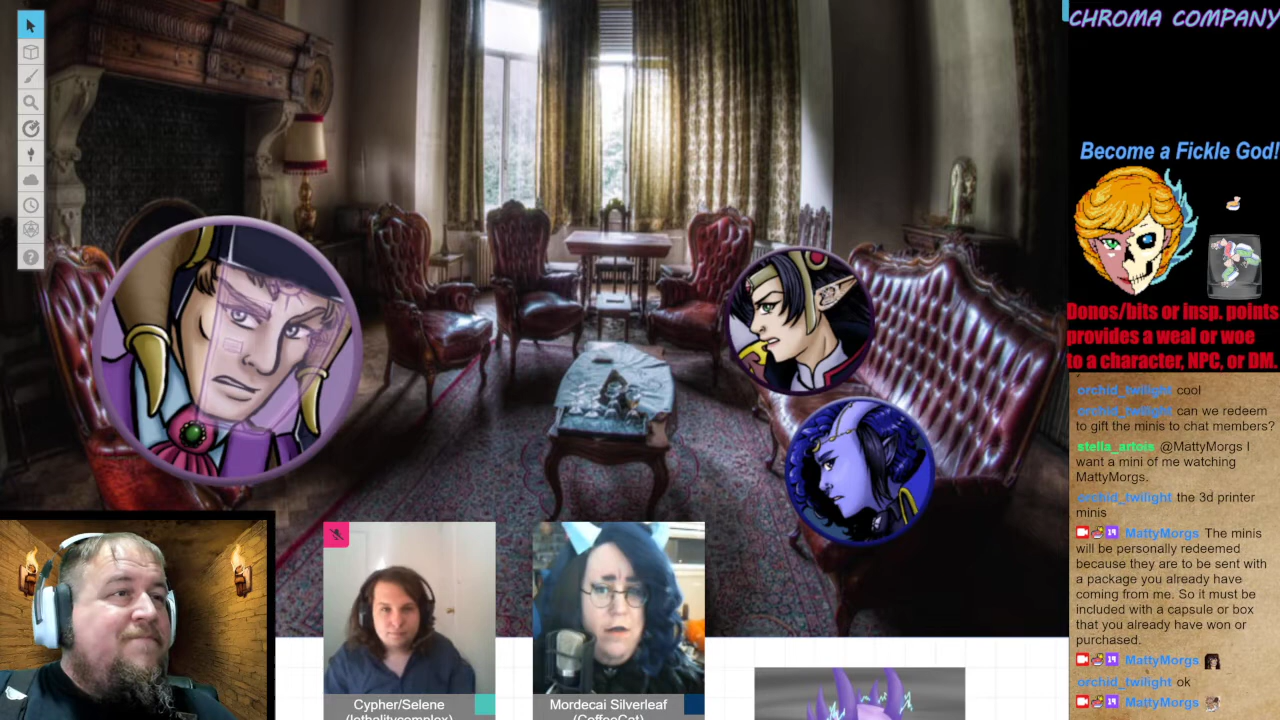 CHROMA COMPANY
Become a Fickle God!
Donos/bits or insp. points
provides a weal or woe
to a character, NPC, or DM.
orchid_twilight cool
orchid_twilight can we redeem
to gift the minis to chat members?
stella_artois @MattyMorgs I
want a mini of me watching
MattyMorgs.
orchid_twilight the 3d printer
minis
MattyMorgs The minis
will be personally redeemed
because they are to be sent with
a package you already have
coming from me. So it must be
included with a capsule or box
that you already have won or
purchased.
MattyMorgs
orchid_twilight ok
MattyMorgs
Cypher/Selene
(lethalitycomplex)
Mordecai Silverleaf
(CoffeeCat)